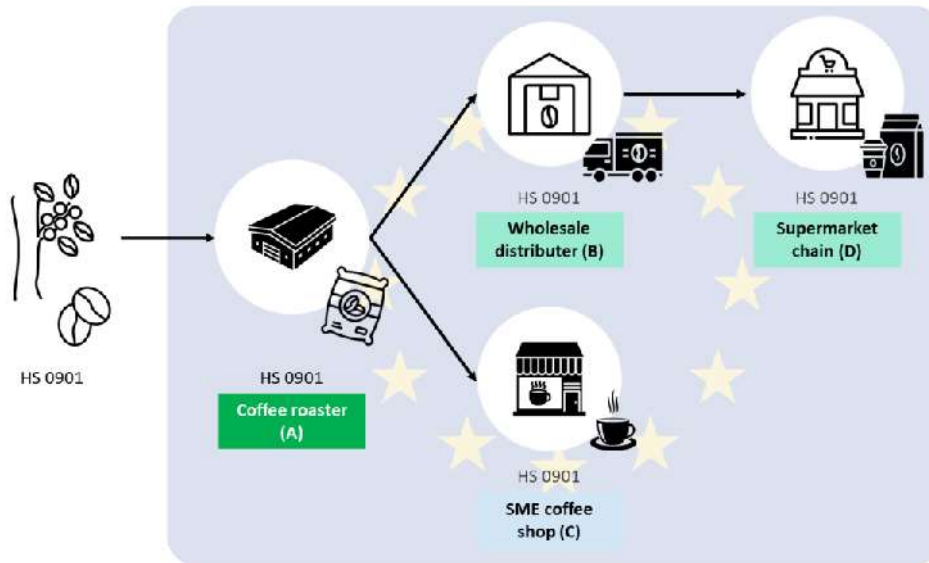 HS 0901
HS 0901
Coffee roaster
(A)
HS 0901
Wholesale
distributer (B)
HS 0901
Supermarket
chain (D)
HS 0901
SME coffee
shop (C)